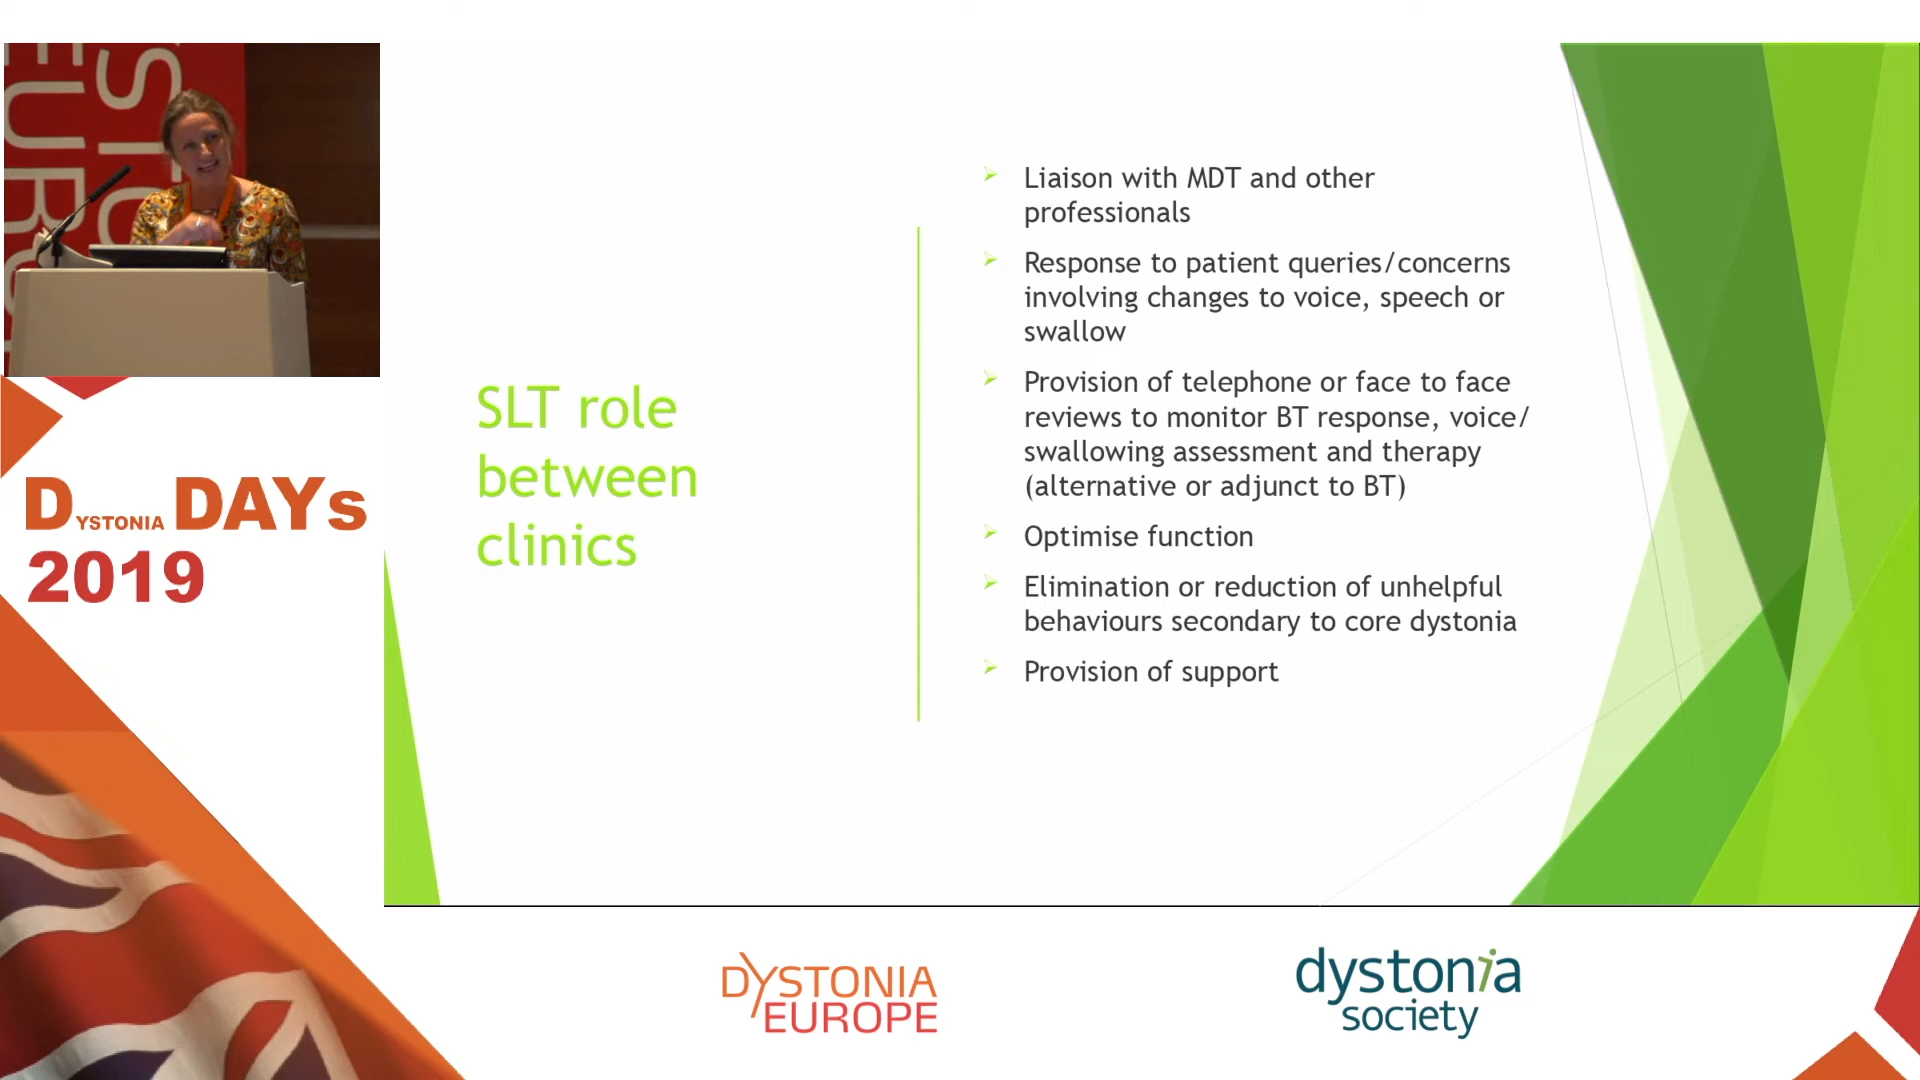 SLT role
between
clinics
Liaison with MDT and other
professionals
Response to patient queries/concerns
involving changes to voice, speech or
swallow
Provision of telephone or face to face
reviews to monitor BT response, voice/
swallowing assessment and therapy
(alternative or adjunct to BT)
Optimise function
Elimination or reduction of unhelpful
behaviours secondary to core dystonia
Provision of support
DYSTONIA DAYs
2019
DYSTONIA
EUROPE
dystonia
society